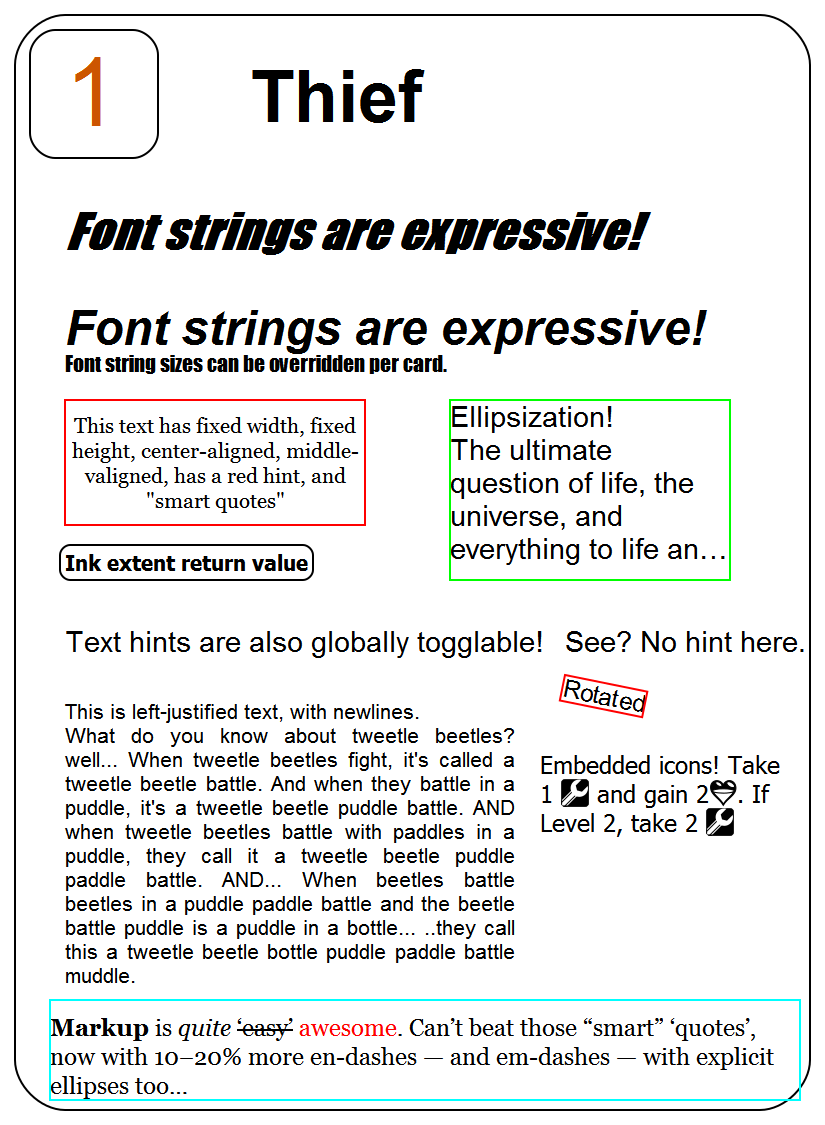 1
Thief
Font strings are expressive!
Font strings are expressive!
Font string sizes can be overridden per card.
This text has fixed width, fixed
height, center-aligned, middle-
valigned, has a red hint, and
"smart quotes"
Ellipsization!
The ultimate
question of life, the
universe, and
everything to life an…
Ink extent return value
Text hints are also globally togglable!
See? No hint here.
Rotated
This is left-justified text, with newlines.
What do you know about tweetle beetles?
well... When tweetle beetles fight, it's called a
tweetle beetle battle. And when they battle in a
puddle, it's a tweetle beetle puddle battle. AND
when tweetle beetles battle with paddles in a
puddle, they call it a tweetle beetle puddle
paddle battle. AND... When beetles battle
beetles in a puddle paddle battle and the beetle
battle puddle is a puddle in a bottle... ..they call
this a tweetle beetle bottle puddle paddle battle
muddle.
Embedded icons! Take
1 and gain 2. If
Level 2, take 2
Markup is quite ‘easy’ awesome. Can’t beat those “smart” ‘quotes’,
now with 10–20% more en-dashes — and em-dashes — with explicit
ellipses too…